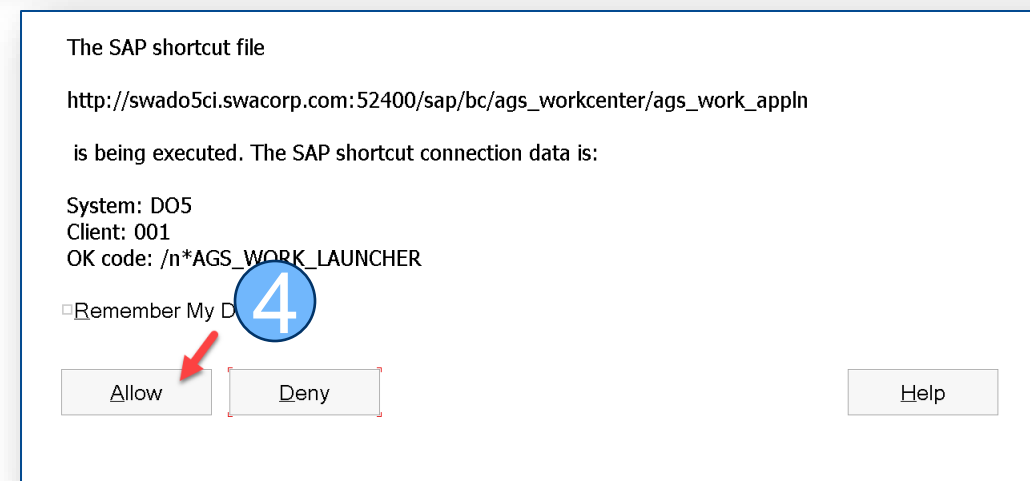 The SAP shortcut file
http://swado5ci.swacorp.com:52400/sap/bc/ags_workcenter/ags_work_appln
is being executed. The SAP shortcut connection data is:
System: DO5
Client: 001
OK code: /n*AGS_WORK_LAUNCHER
Remember My D
4
Allow
Deny
Help